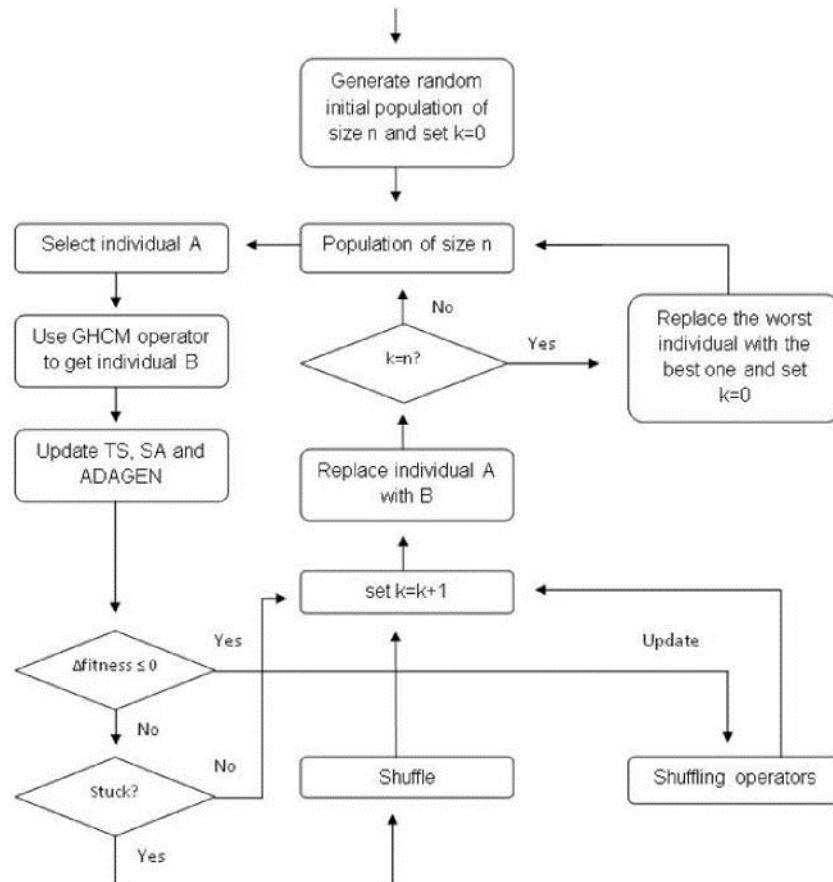 Generate random
initial population of
size n and set k=0
Select individual A
Population of size n
Use GHCM operator
to get individual B
No
k=n?
Yes
Replace the worst
individual with the
best one and set
k=0
Update TS, SA and
ADAGEN
Replace individual A
with B
set k=k+1
Δfitness ≤ 0
Yes
Update
No
Stuck?
No
Shuffle
Shuffling operators
Yes